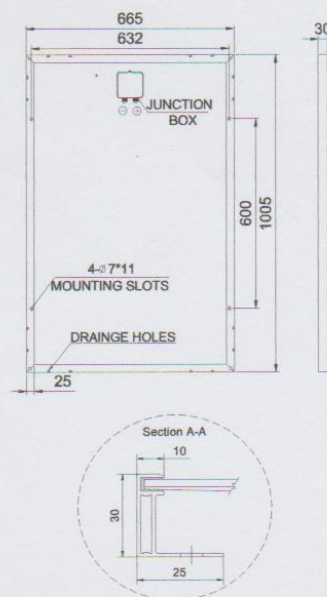 665
632
30
JUNCTION
BOX
600
1005
4-⌀7*11
MOUNTING SLOTS
DRAINGE HOLES
25
Section A-A
10
30
25